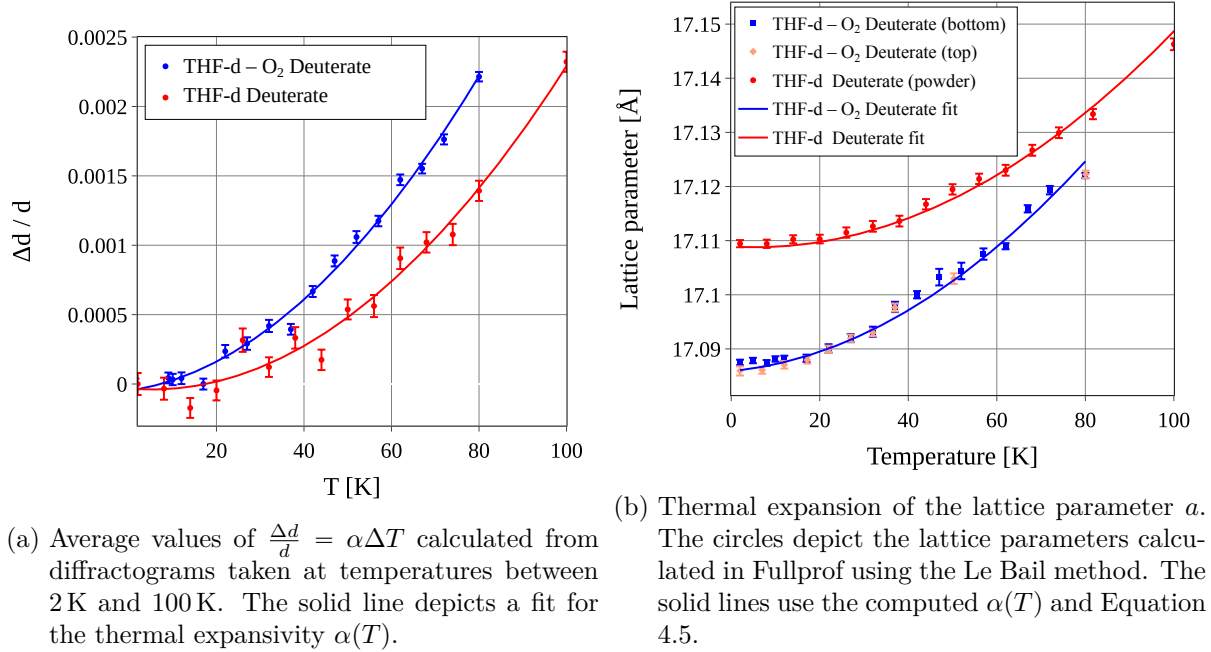 0.0025
0.002
0.0015
0.001
0.0005
0
Δd / d
THF-d – O₂ Deuterate
THF-d Deuterate
20
40
60
80
100
T [K]
(a) Average values of Δd/d = αΔT calculated from
diffractograms taken at temperatures between
2 K and 100 K. The solid line depicts a fit for
the thermal expansivity α(T).
17.15
17.14
17.13
17.12
17.11
17.1
17.09
Lattice parameter [Å]
THF-d – O₂ Deuterate (bottom)
THF-d – O₂ Deuterate (top)
THF-d Deuterate (powder)
THF-d – O₂ Deuterate fit
THF-d Deuterate fit
0
20
40
60
80
100
Temperature [K]
(b) Thermal expansion of the lattice parameter a.
The circles depict the lattice parameters calcu-
lated in Fullprof using the Le Bail method. The
solid lines use the computed α(T) and Equation
4.5.